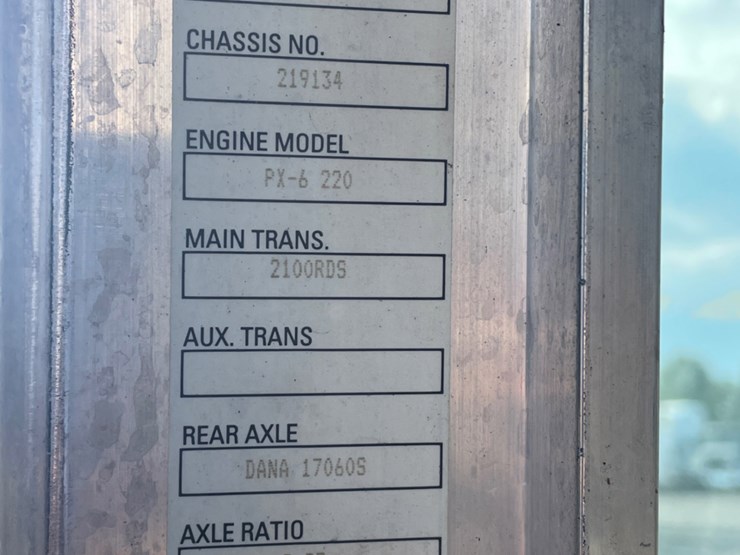 CHASSIS NO.
219134
ENGINE MODEL
PX-6 220
MAIN TRANS.
2100RDS
AUX. TRANS
REAR AXLE
DANA 17060S
AXLE RATIO